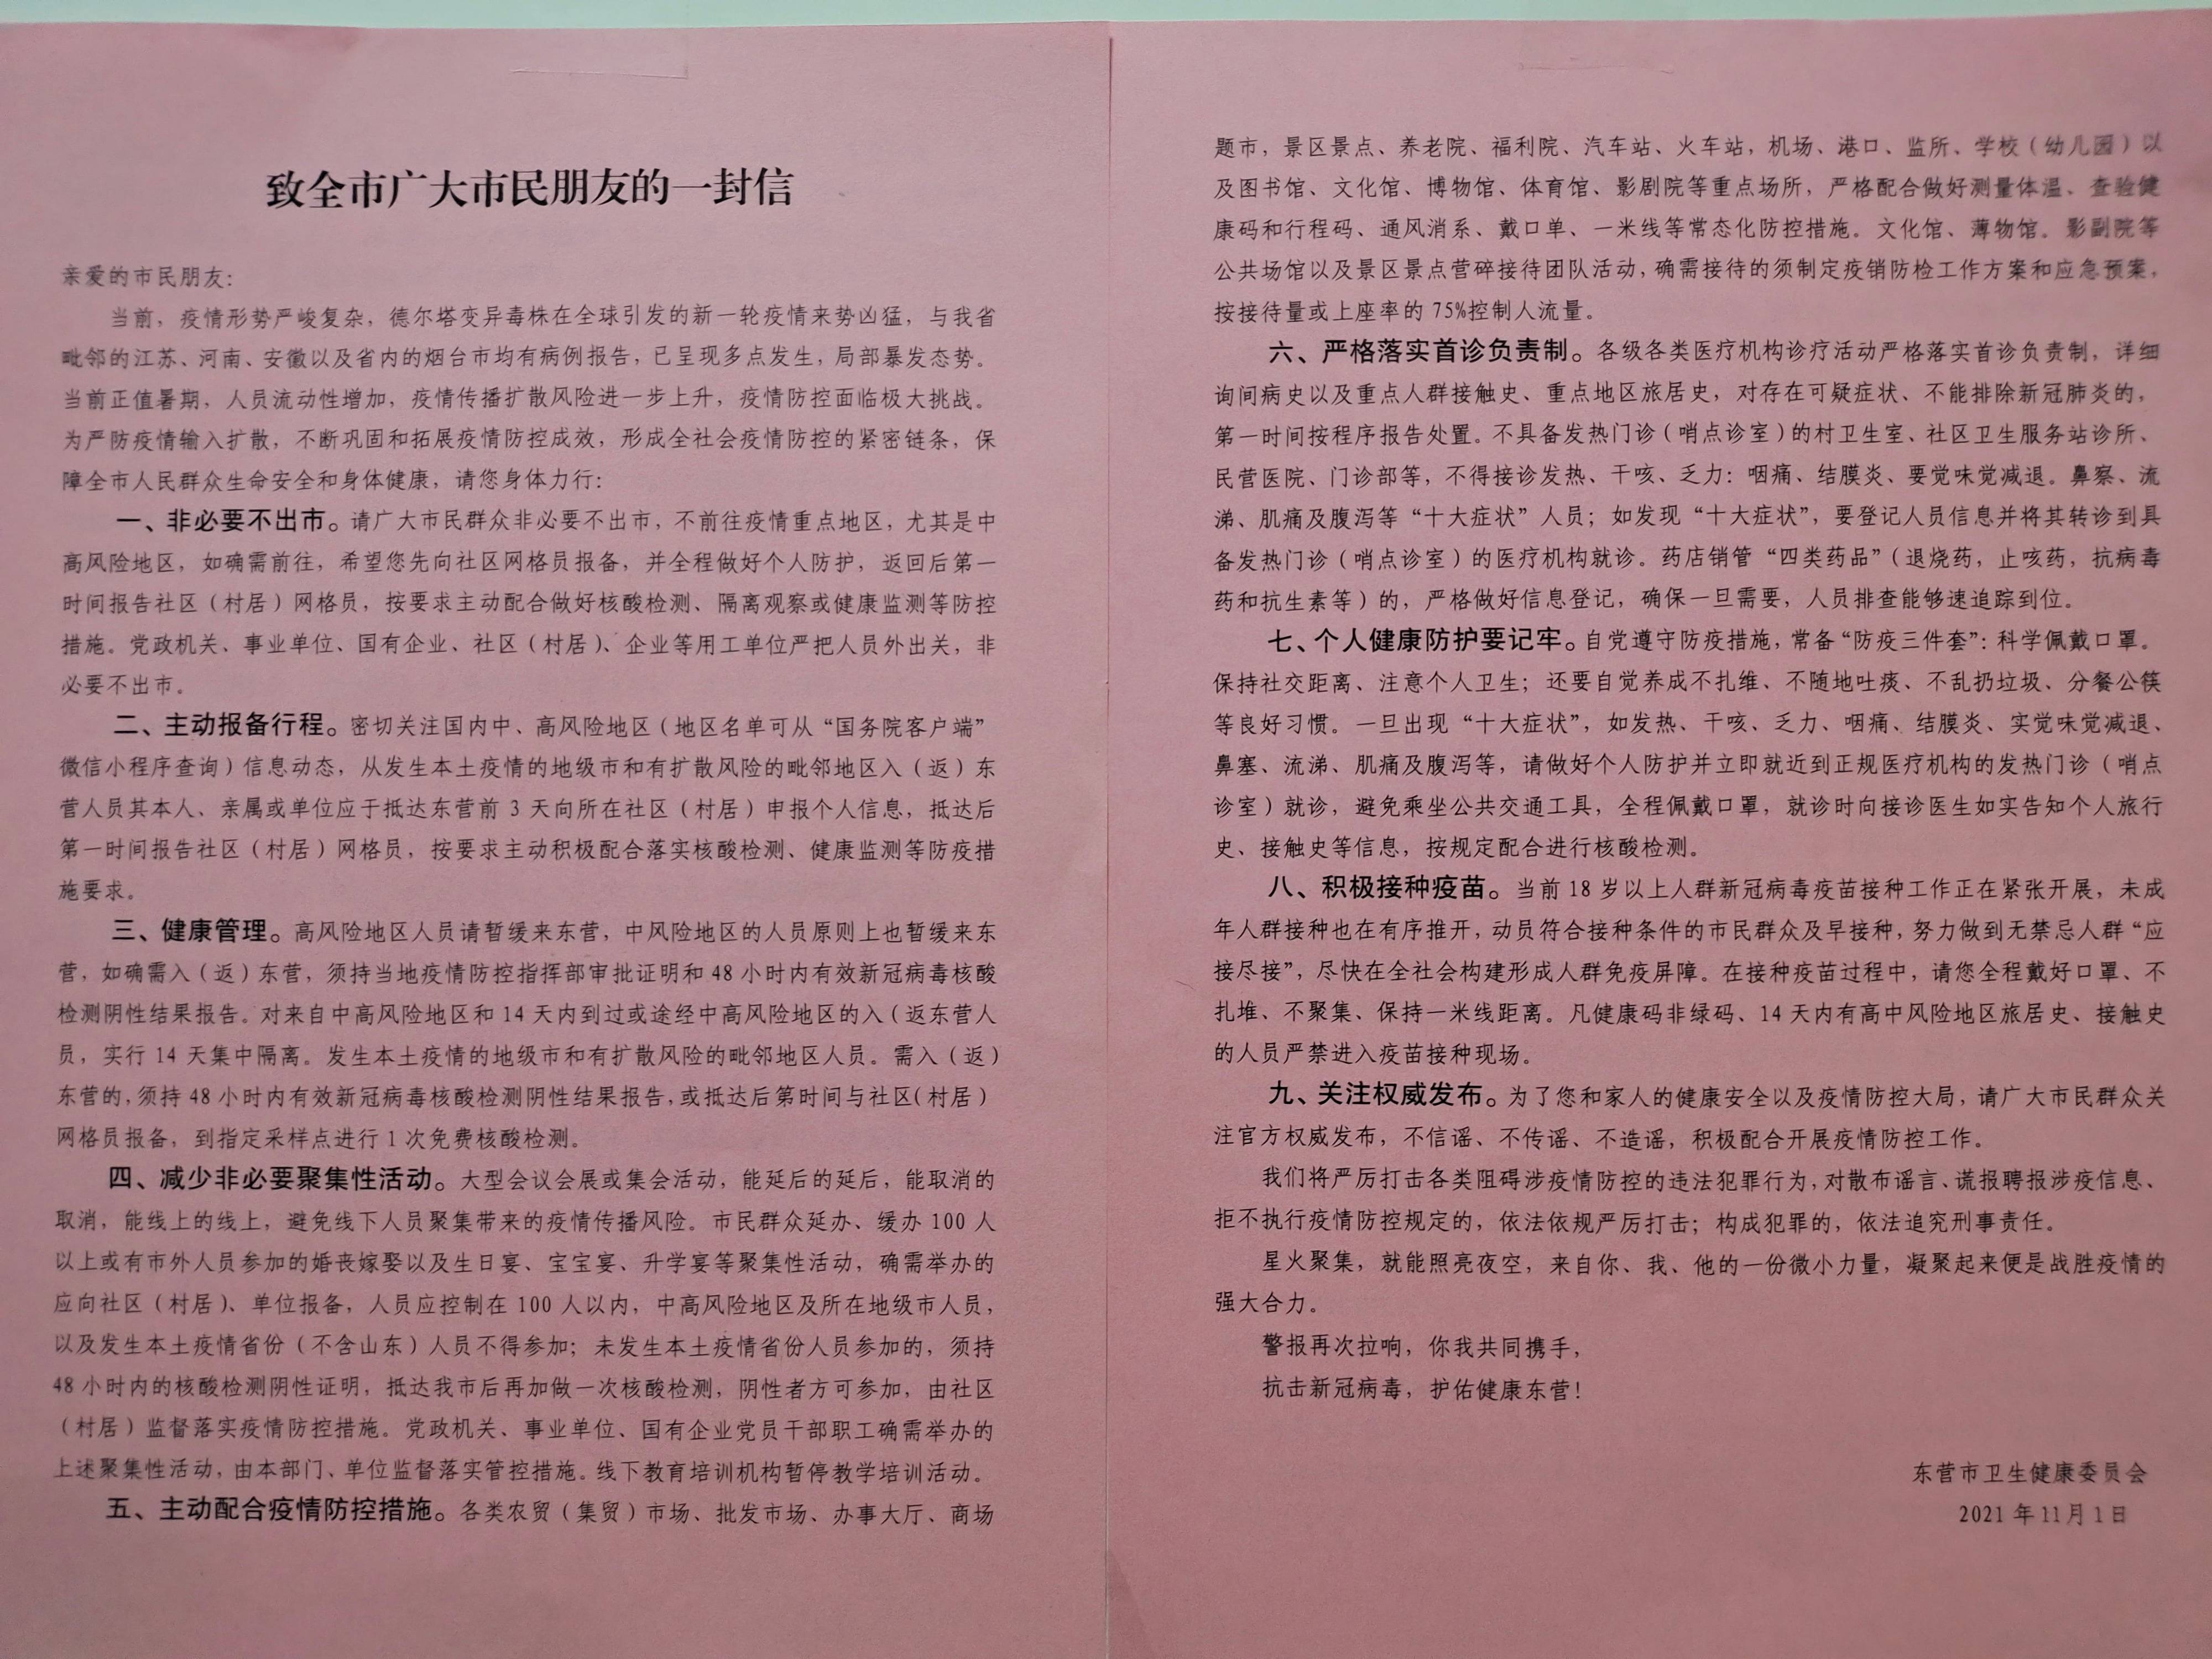 致全市广大市民朋友的一封信
亲爱的市民朋友：
当前，疫情形势严峻复杂，德尔塔变异毒株在全球引发的新一轮疫情来势凶猛，与我省
毗邻的江苏、河南、安徽以及省内的烟台市均有病例报告，已呈现多点发生，局部暴发态势。
当前正值暑期，人员流动性增加，疫情传播扩散风险进一步上升，疫情防控面临极大挑战。
为严防疫情输入扩散，不断巩固和拓展疫情防控成效，形成全社会疫情防控的紧密链条，保
障全市人民群众生命安全和身体健康，请您身体力行：
一、非必要不出市。请广大市民群众非必要不出市，不前往疫情重点地区，尤其是中
高风险地区，如确需前往，希望您先向社区网格员报备，并全程做好个人防护，返回后第一
时间报告社区（村居）网格员，按要求主动配合做好核酸检测、隔离观察或健康监测等防控
措施。党政机关、事业单位、国有企业、社区（村居）、企业等用工单位严把人员外出关，非
必要不出市。
二、主动报备行程。密切关注国内中、高风险地区（地区名单可从“国务院客户端”
微信小程序查询）信息动态，从发生本土疫情的地级市和有扩散风险的毗邻地区入（返）东
营人员其本人、亲属或单位应于抵达东营前 3 天向所在社区（村居）申报个人信息，抵达后
第一时间报告社区（村居）网格员，按要求主动积极配合落实核酸检测、健康监测等防疫措
施要求。
三、健康管理。高风险地区人员请暂缓来东营，中风险地区的人员原则上也暂缓来东
营，如确需入（返）东营，须持当地疫情防控指挥部审批证明和 48 小时内有效新冠病毒核酸
检测阴性结果报告。对来自中高风险地区和 14 天内到过或途经中高风险地区的入（返东营人
员，实行 14 天集中隔离。发生本土疫情的地级市和有扩散风险的毗邻地区人员。需入（返）
东营的，须持 48 小时内有效新冠病毒核酸检测阴性结果报告，或抵达后第时间与社区（村居）
网格员报备，到指定采样点进行 1 次免费核酸检测。
四、减少非必要聚集性活动。大型会议会展或集会活动，能延后的延后，能取消的
取消，能线上的线上，避免线下人员聚集带来的疫情传播风险。市民群众延办、缓办 100 人
以上或有市外人员参加的婚丧嫁娶以及生日宴、宝宝宴、升学宴等聚集性活动，确需举办的
应向社区（村居）、单位报备，人员应控制在 100 人以内，中高风险地区及所在地级市人员，
以及发生本土疫情省份（不含山东）人员不得参加；未发生本土疫情省份人员参加的，须持
48 小时内的核酸检测阴性证明，抵达我市后再加做一次核酸检测，阴性者方可参加，由社区
（村居）监督落实疫情防控措施。党政机关、事业单位、国有企业党员干部职工确需举办的
上述聚集性活动，由本部门、单位监督落实管控措施。线下教育培训机构暂停教学培训活动。
五、主动配合疫情防控措施。各类农贸（集贸）市场、批发市场、办事大厅、商场
题市，景区景点、养老院、福利院、汽车站、火车站，机场、港口、监所、学校（幼儿园）以
及图书馆、文化馆、博物馆、体育馆、影剧院等重点场所，严格配合做好测量体温、查验健
康码和行程码、通风消系、戴口单、一米线等常态化防控措施。文化馆、薄物馆。影副院等
公共场馆以及景区景点营碎接待团队活动，确需接待的须制定疫销防检工作方案和应急预案，
按接待量或上座率的 75%控制人流量。
六、严格落实首诊负责制。各级各类医疗机构诊疗活动严格落实首诊负责制，详细
询间病史以及重点人群接触史、重点地区旅居史，对存在可疑症状、不能排除新冠肺炎的，
第一时间按程序报告处置。不具备发热门诊（哨点诊室）的村卫生室、社区卫生服务站诊所、
民营医院、门诊部等，不得接诊发热、干咳、乏力：咽痛、结膜炎、要觉味觉减退。鼻察、流
涕、肌痛及腹泻等“十大症状”人员；如发现“十大症状”，要登记人员信息并将其转诊到具
备发热门诊（哨点诊室）的医疗机构就诊。药店销管“四类药品”（退烧药，止咳药，抗病毒
药和抗生素等）的，严格做好信息登记，确保一旦需要，人员排查能够速追踪到位。
七、个人健康防护要记牢。自党遵守防疫措施，常备“防疫三件套”：科学佩戴口罩。
保持社交距离、注意个人卫生；还要自觉养成不扎维、不随地吐痰、不乱扔垃圾、分餐公筷
等良好习惯。一旦出现“十大症状”，如发热、干咳、乏力、咽痛、结膜炎、实觉味觉减退、
鼻塞、流涕、肌痛及腹泻等，请做好个人防护并立即就近到正规医疗机构的发热门诊（哨点
诊室）就诊，避免乘坐公共交通工具，全程佩戴口罩，就诊时向接诊医生如实告知个人旅行
史、接触史等信息，按规定配合进行核酸检测。
八、积极接种疫苗。当前 18 岁以上人群新冠病毒疫苗接种工作正在紧张开展，未成
年人群接种也在有序推开，动员符合接种条件的市民群众及早接种，努力做到无禁忌人群“应
接尽接”，尽快在全社会构建形成人群免疫屏障。在接种疫苗过程中，请您全程戴好口罩、不
扎堆、不聚集、保持一米线距离。凡健康码非绿码、14 天内有高中风险地区旅居史、接触史
的人员严禁进入疫苗接种现场。
九、关注权威发布。为了您和家人的健康安全以及疫情防控大局，请广大市民群众关
注官方权威发布，不信谣、不传谣、不造谣，积极配合开展疫情防控工作。
我们将严厉打击各类阻碍涉疫情防控的违法犯罪行为，对散布谣言、谎报聘报涉疫信息、
拒不执行疫情防控规定的，依法依规严厉打击；构成犯罪的，依法追究刑事责任。
星火聚集，就能照亮夜空，来自你、我、他的一份微小力量，凝聚起来便是战胜疫情的
强大合力。
警报再次拉响，你我共同携手，
抗击新冠病毒，护佑健康东营！
东营市卫生健康委员会
2021 年 11月 1日